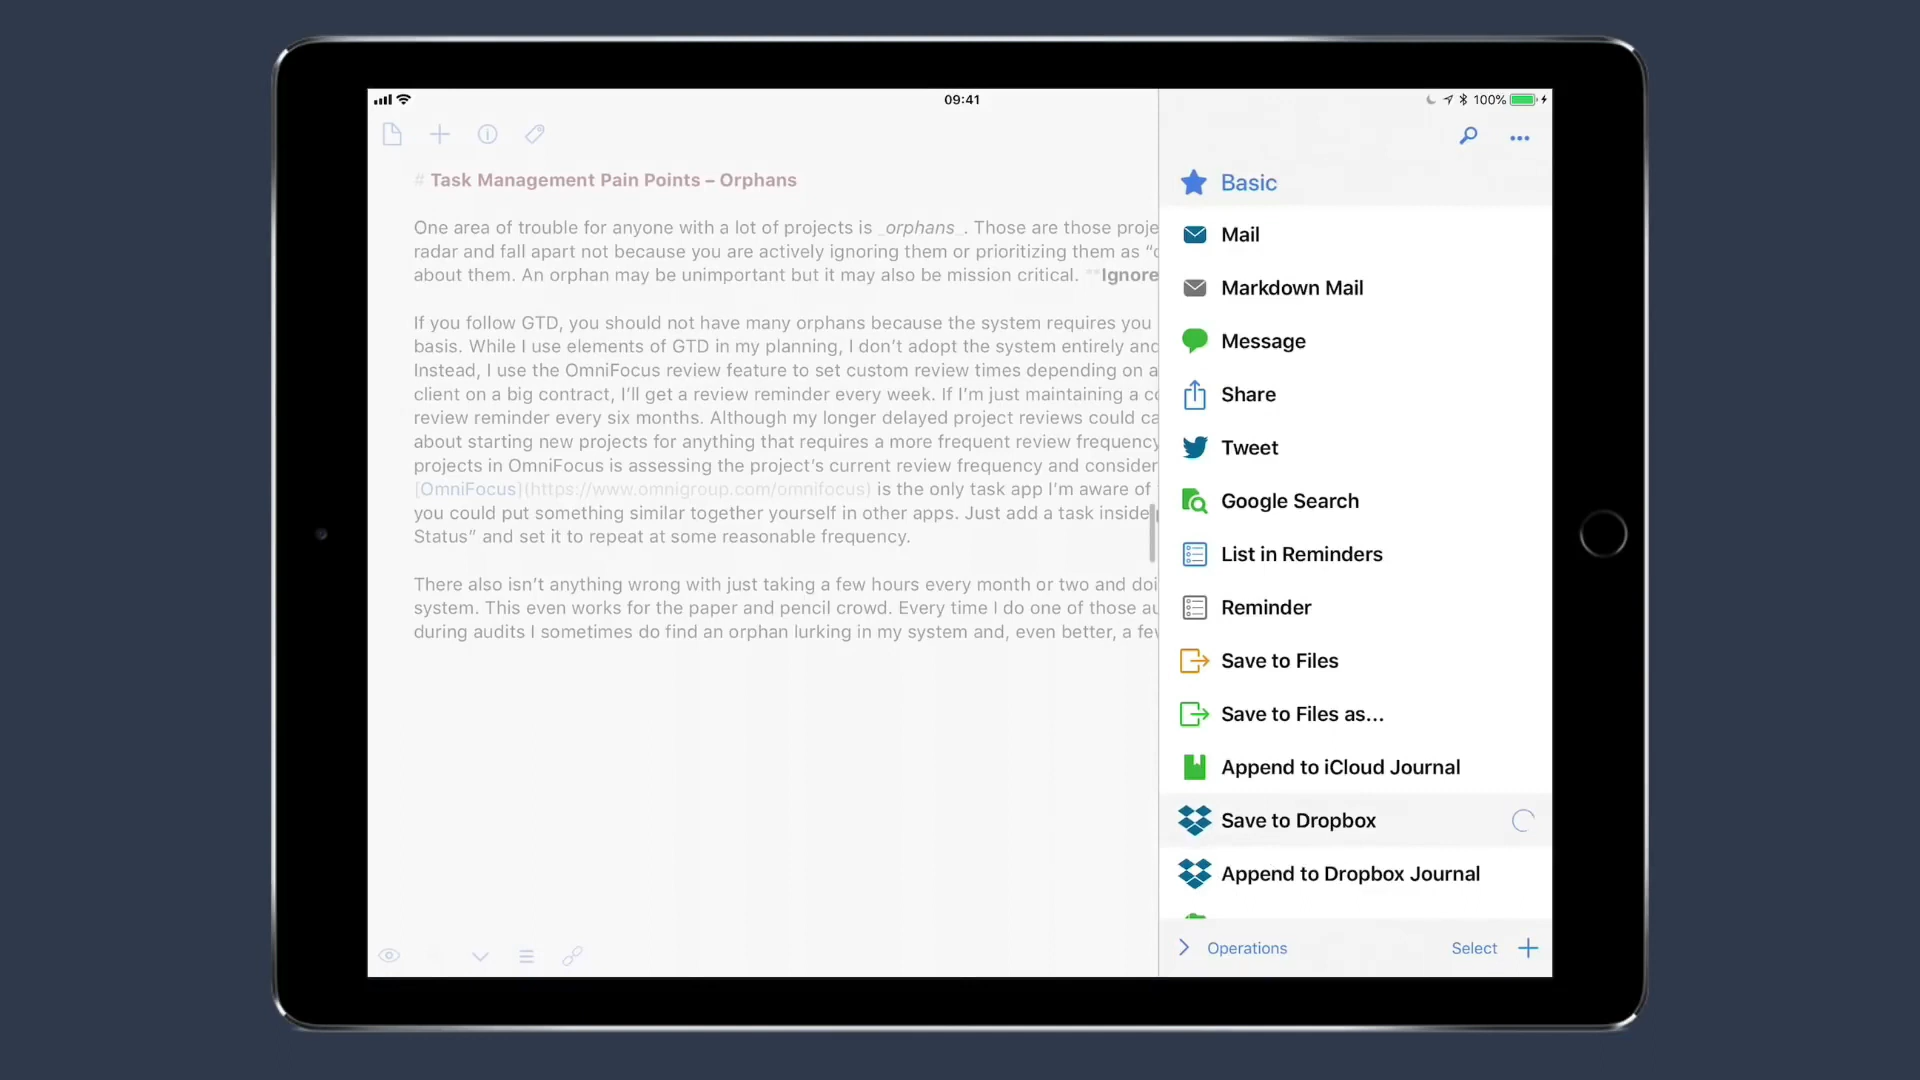 09:41
100%
# Task Management Pain Points – Orphans
One area of trouble for anyone with a lot of projects is _orphans_. Those are those proje
radar and fall apart not because you are actively ignoring them or prioritizing them as “
about them. An orphan may be unimportant but it may also be mission critical. **Ignore
If you follow GTD, you should not have many orphans because the system requires you
basis. While I use elements of GTD in my planning, I don’t adopt the system entirely and
Instead, I use the OmniFocus review feature to set custom review times depending on a
client on a big contract, I’ll get a review reminder every week. If I’m just maintaining a c
review reminder every six months. Although my longer delayed project reviews could ca
about starting new projects for anything that requires a more frequent review frequency
projects in OmniFocus is assessing the project’s current review frequency and consider
[OmniFocus](https://www.omnigroup.com/omnifocus) is the only task app I’m aware of
you could put something similar together yourself in other apps. Just add a task inside
Status” and set it to repeat at some reasonable frequency.
There also isn’t anything wrong with just taking a few hours every month or two and doi
system. This even works for the paper and pencil crowd. Every time I do one of those au
during audits I sometimes do find an orphan lurking in my system and, even better, a fev
Basic
Mail
Markdown Mail
Message
Share
Tweet
Google Search
List in Reminders
Reminder
Save to Files
Save to Files as...
Append to iCloud Journal
Save to Dropbox
Append to Dropbox Journal
Operations
Select